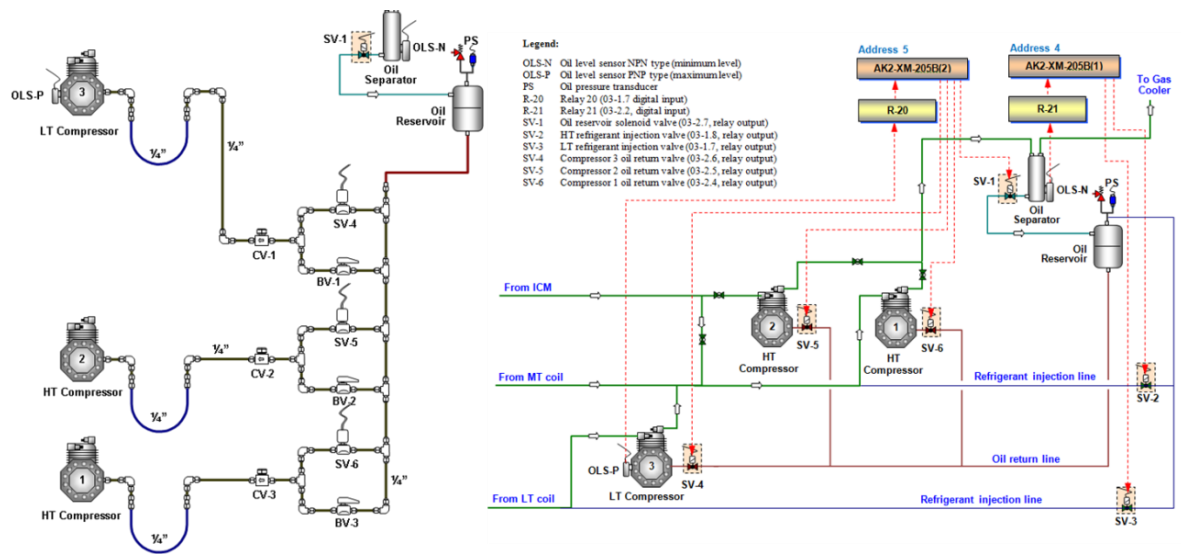 SV-1
OLS-N
PS
Oil
Separator
Oil
Reservoir
OLS-P
3
LT Compressor
¼"
¼"
SV-4
CV-1
BV-1
2
HT Compressor
¼"
¼"
SV-5
CV-2
BV-2
1
HT Compressor
¼"
SV-6
CV-3
BV-3
¼"
Legend:
OLS-N Oil level sensor NPN type (minimum level)
OLS-P Oil level sensor PNP type (maximum level)
PS Oil pressure transducer
R-20 Relay 20 (03-1.7 digital input)
R-21 Relay 21 (03-2.2, digital input)
SV-1 Oil reservoir solenoid valve (03-2.7, relay output)
SV-2 HT refrigerant injection valve (03-1.8, relay output)
SV-3 LT refrigerant injection valve (03-1.7, relay output)
SV-4 Compressor 3 oil return valve (03-2.6, relay output)
SV-5 Compressor 2 oil return valve (03-2.5, relay output)
SV-6 Compressor 1 oil return valve (03-2.4, relay output)
Address 5
AK2-XM-205B(2)
R-20
Address 4
AK2-XM-205B(1)
R-21
To Gas
Cooler
SV-1
OLS-N
PS
Oil
Separator
Oil
Reservoir
From ICM
2
SV-5
HT
Compressor
1
SV-6
HT
Compressor
From MT coil
Refrigerant injection line
SV-2
OLS-P
3
SV-4
LT Compressor
Oil return line
From LT coil
Refrigerant injection line
SV-3